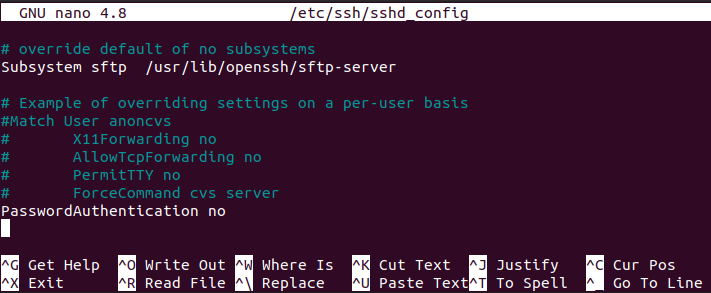 GNU nano 4.8 /etc/ssh/sshd_config
# override default of no subsystems
Subsystem sftp /usr/lib/openssh/sftp-server
# Example of overriding settings on a per-user basis
#Match User anoncvs
# X11Forwarding no
# AllowTcpForwarding no
# PermitTTY no
# ForceCommand cvs server
PasswordAuthentication no
^G Get Help ^O Write Out ^W Where Is ^K Cut Text ^J Justify ^C Cur Pos
^X Exit ^R Read File ^\ Replace ^U Paste Text ^T To Spell ^_ Go To Line